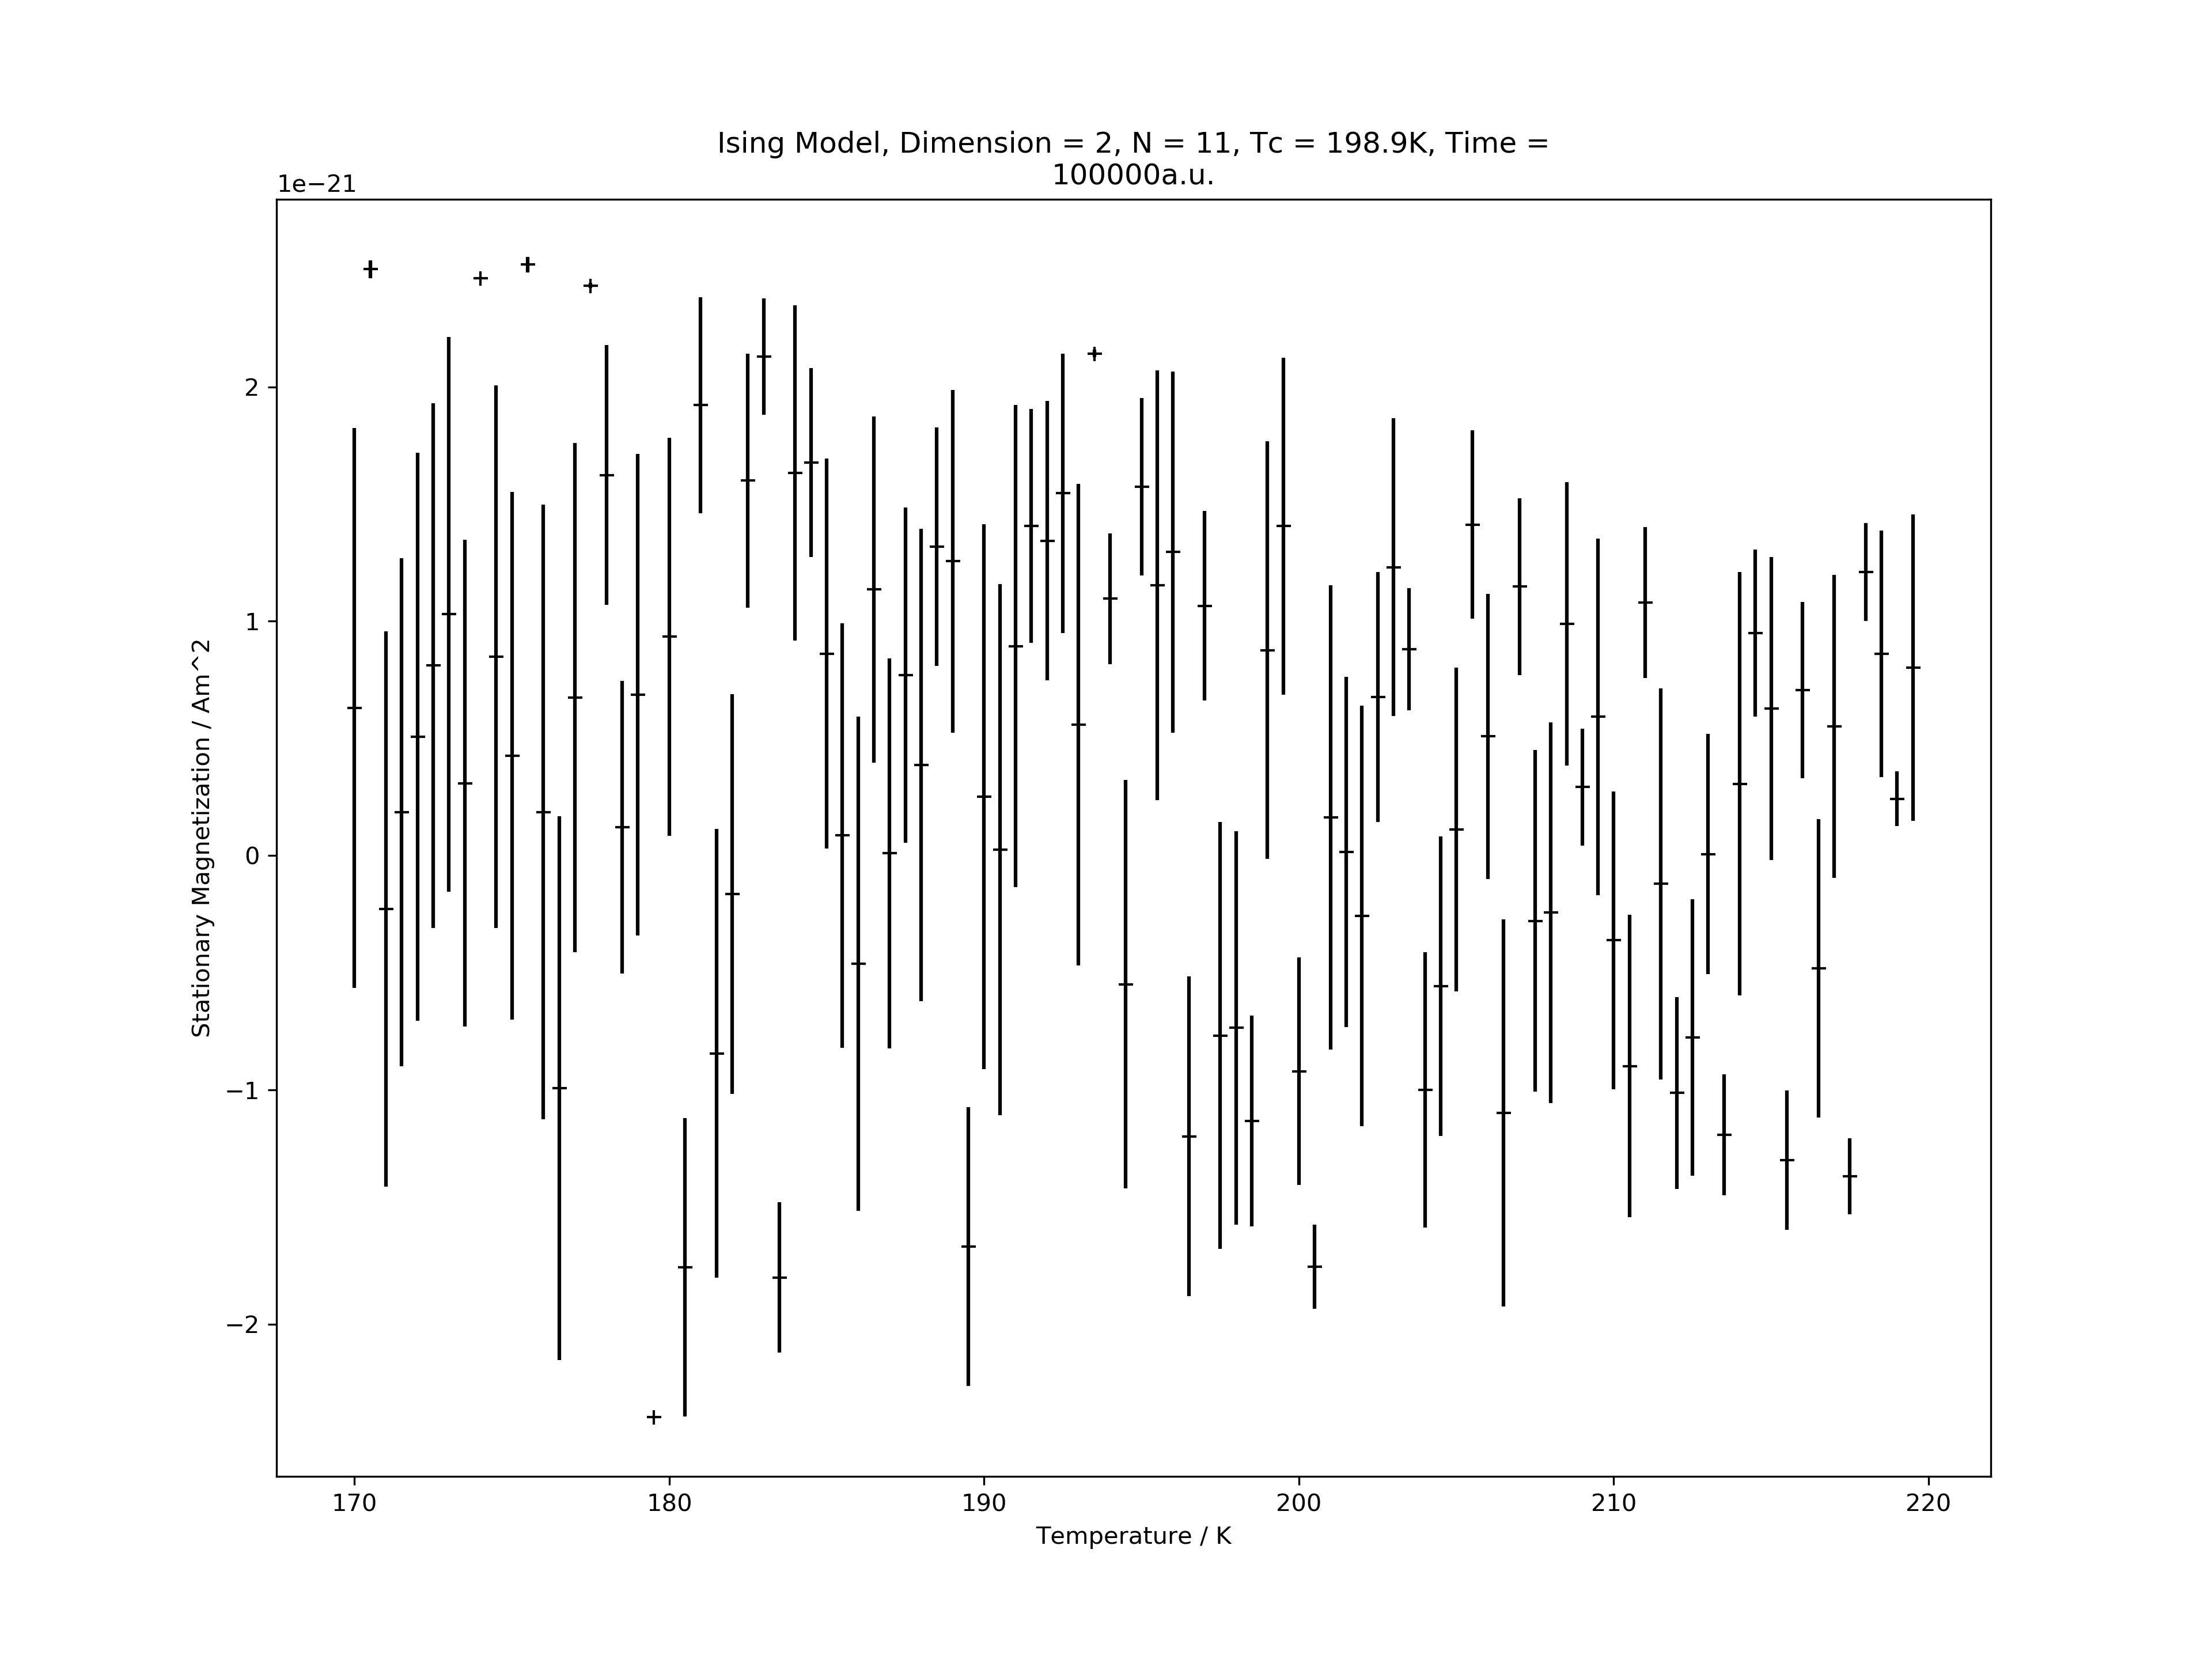 Ising Model, Dimension = 2, N = 11, Tc = 198.9K, Time =
100000a.u.
1e−21
2
1
0
−1
−2
Stationary Magnetization / Am^2
170 180 190 200 210 220
Temperature / K